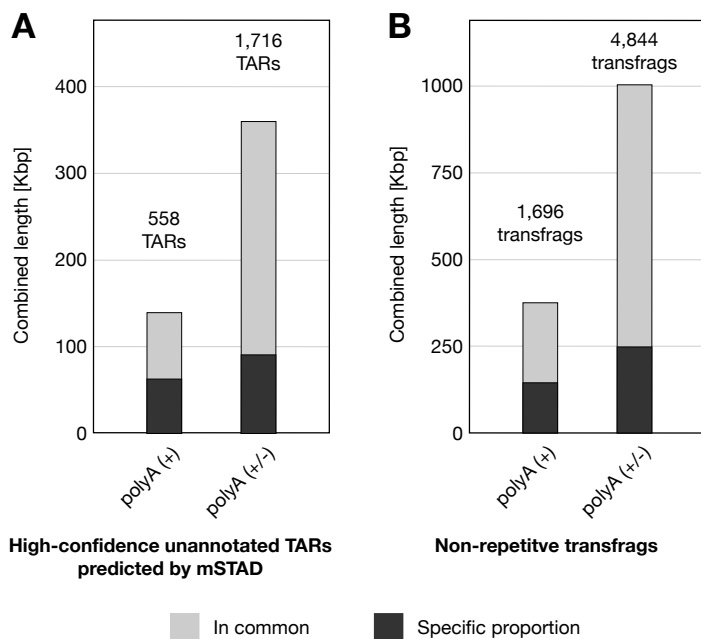 A
Combined length [Kbp]
400
300
200
100
0
558
TARs
1,716
TARs
polyA (+)
polyA (+/-)
High-confidence unannotated TARs
predicted by mSTAD
B
Combined length [Kbp]
1000
750
500
250
0
1,696
transfrags
4,844
transfrags
polyA (+)
polyA (+/-)
Non-repetitve transfrags
In common
Specific proportion